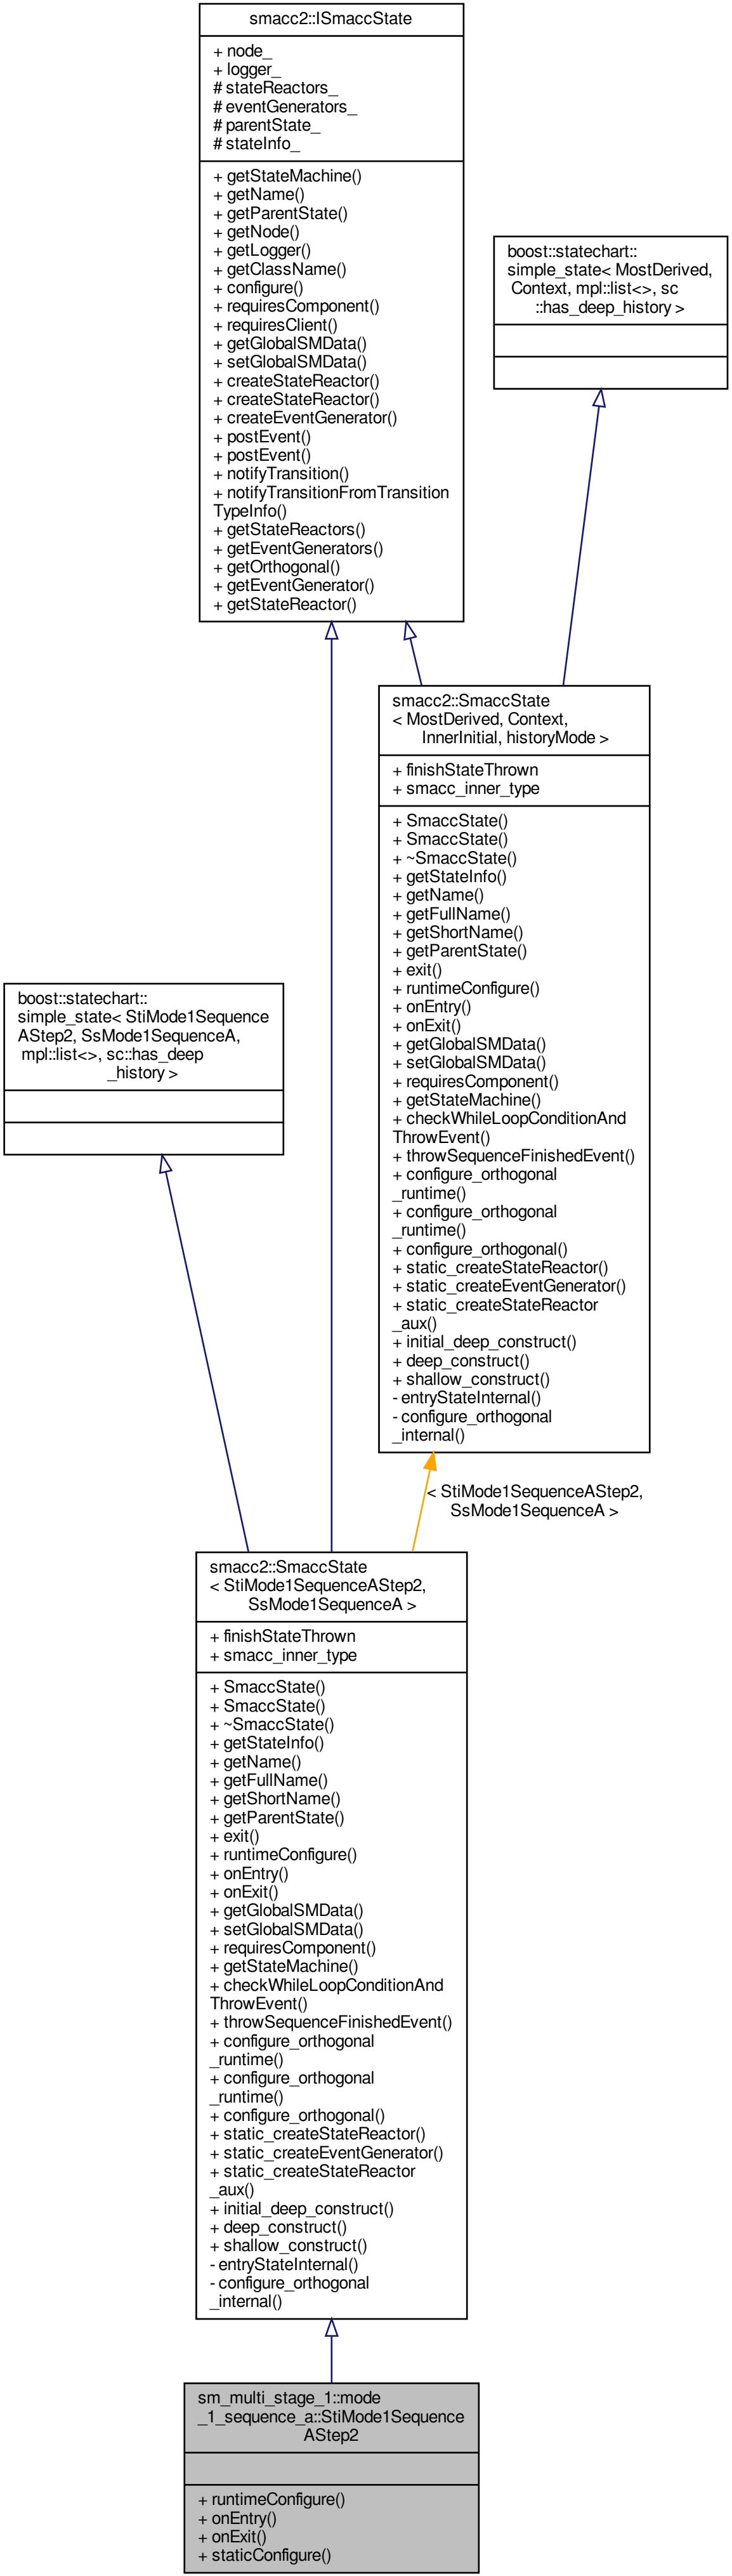 smacc2::ISmaccState
+ node_
+ logger_
# stateReactors_
# eventGenerators_
# parentState_
# stateInfo_
+ getStateMachine()
+ getName()
+ getParentState()
+ getNode()
+ getLogger()
+ getClassName()
+ configure()
+ requiresComponent()
+ requiresClient()
+ getGlobalSMData()
+ setGlobalSMData()
+ createStateReactor()
+ createStateReactor()
+ createEventGenerator()
+ postEvent()
+ postEvent()
+ notifyTransition()
+ notifyTransitionFromTransition
TypeInfo()
+ getStateReactors()
+ getEventGenerators()
+ getOrthogonal()
+ getEventGenerator()
+ getStateReactor()
boost::statechart::
simple_state< MostDerived,
Context, mpl::list<>, sc
::has_deep_history >
smacc2::SmaccState
< MostDerived, Context,
InnerInitial, historyMode >
+ finishStateThrown
+ smacc_inner_type
+ SmaccState()
+ SmaccState()
+ ~SmaccState()
+ getStateInfo()
+ getName()
+ getFullName()
+ getShortName()
+ getParentState()
+ exit()
+ runtimeConfigure()
+ onEntry()
+ onExit()
+ getGlobalSMData()
+ setGlobalSMData()
+ requiresComponent()
+ getStateMachine()
+ checkWhileLoopConditionAnd
ThrowEvent()
+ throwSequenceFinishedEvent()
+ configure_orthogonal
_runtime()
+ configure_orthogonal
_runtime()
+ configure_orthogonal()
+ static_createStateReactor()
+ static_createEventGenerator()
+ static_createStateReactor
_aux()
+ initial_deep_construct()
+ deep_construct()
+ shallow_construct()
- entryStateInternal()
- configure_orthogonal
_internal()
boost::statechart::
simple_state< StiMode1Sequence
AStep2, SsMode1SequenceA,
mpl::list<>, sc::has_deep
_history >
< StiMode1SequenceAStep2,
SsMode1SequenceA >
smacc2::SmaccState
< StiMode1SequenceAStep2,
SsMode1SequenceA >
+ finishStateThrown
+ smacc_inner_type
+ SmaccState()
+ SmaccState()
+ ~SmaccState()
+ getStateInfo()
+ getName()
+ getFullName()
+ getShortName()
+ getParentState()
+ exit()
+ runtimeConfigure()
+ onEntry()
+ onExit()
+ getGlobalSMData()
+ setGlobalSMData()
+ requiresComponent()
+ getStateMachine()
+ checkWhileLoopConditionAnd
ThrowEvent()
+ throwSequenceFinishedEvent()
+ configure_orthogonal
_runtime()
+ configure_orthogonal
_runtime()
+ configure_orthogonal()
+ static_createStateReactor()
+ static_createEventGenerator()
+ static_createStateReactor
_aux()
+ initial_deep_construct()
+ deep_construct()
+ shallow_construct()
- entryStateInternal()
- configure_orthogonal
_internal()
sm_multi_stage_1::mode
_1_sequence_a::StiMode1Sequence
AStep2
+ runtimeConfigure()
+ onEntry()
+ onExit()
+ staticConfigure()